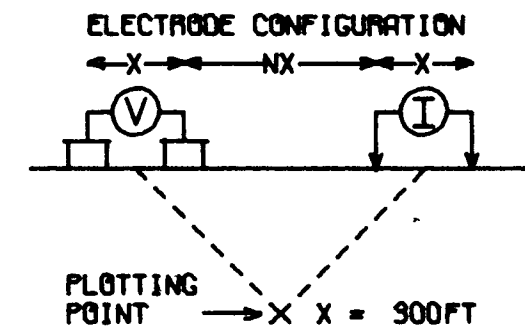 ELECTRODE CONFIGURATION
X NX X
V I
PLOTTING
POINT X X = 300FT